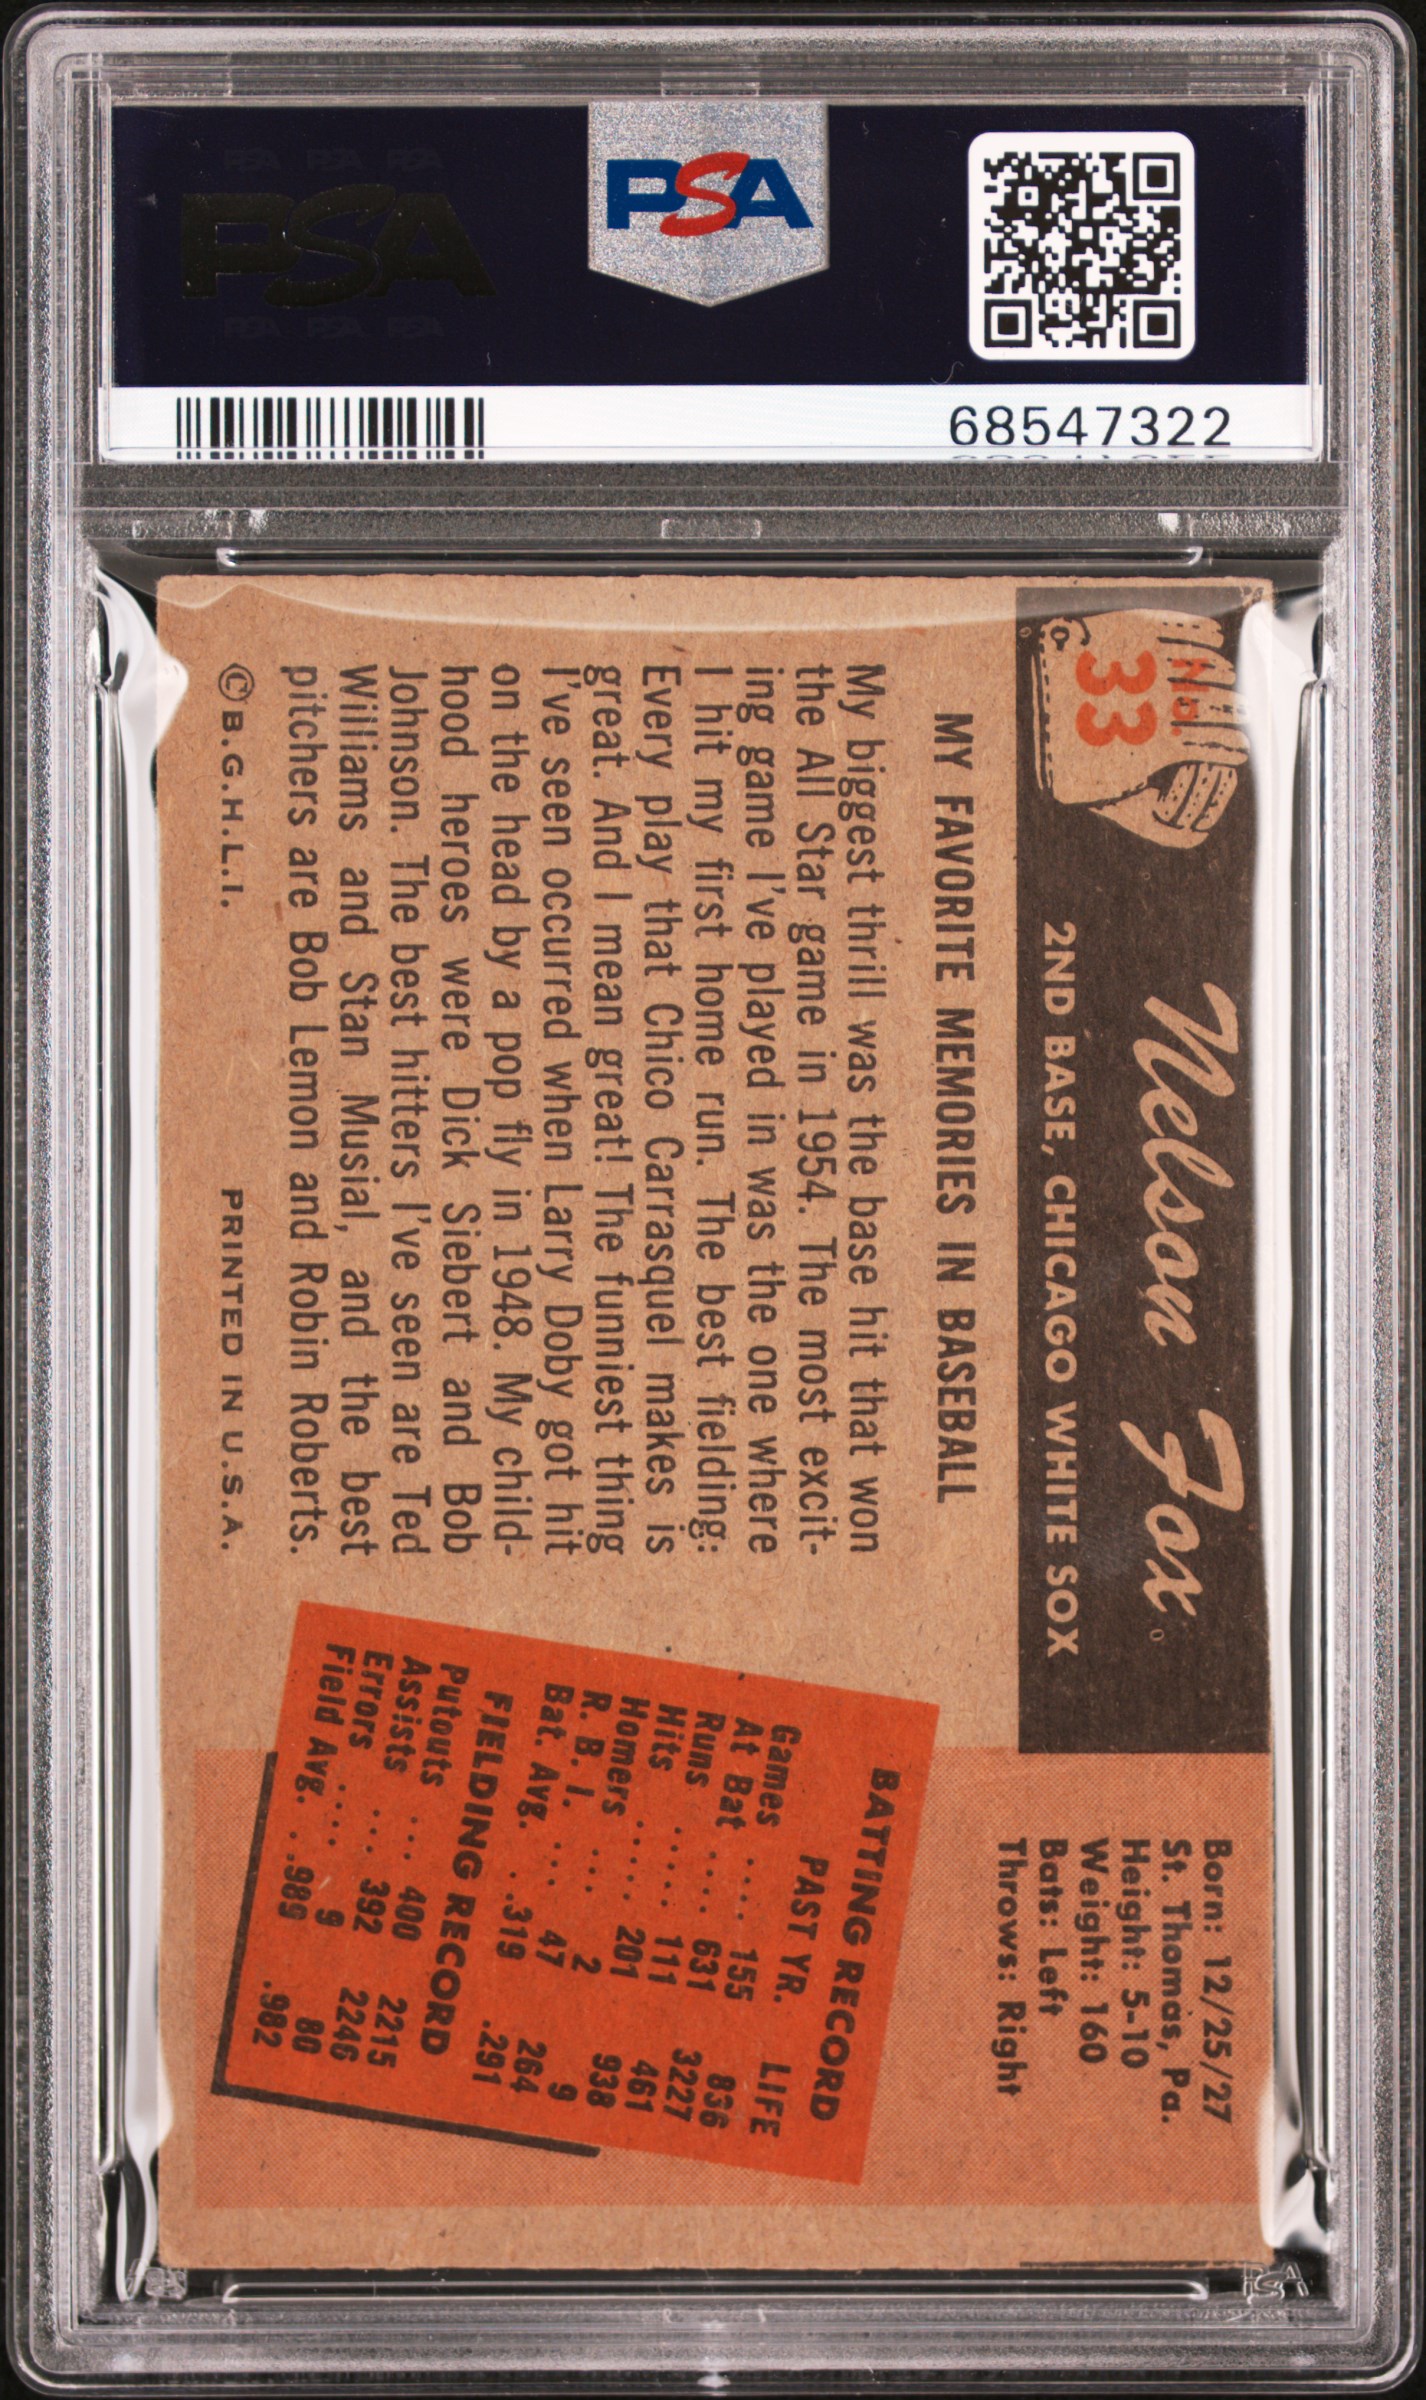 PSA PSA PSA
PSA
PSA PSA PSA
PSA
68547322
No.
33
Nelson Fox
2ND BASE, CHICAGO WHITE SOX
Born: 12/25/27
St. Thomas, Pa.
Height: 5-10
Weight: 160
Bats: Left
Throws: Right
MY FAVORITE MEMORIES IN BASEBALL
My biggest thrill was the base hit that won
the All Star game in 1954. The most excit-
ing game I've played in was the one where
I hit my first home run. The best fielding:
Every play that Chico Carrasquel makes is
great. And I mean great! The funniest thing
I've seen occurred when Larry Doby got hit
on the head by a pop fly in 1948. My child-
hood heroes were Dick Siebert and Bob
Johnson. The best hitters I've seen are Ted
Williams and Stan Musial, and the best
pitchers are Bob Lemon and Robin Roberts.
© B.G.H.L.I. PRINTED IN U.S.A.
BATTING RECORD
PAST YR. LIFE
Games 155 836
At Bat .... 631 3227
Runs .... 111 461
Hits ..... 201 938
Homers ..... 2 9
R. B. I. ... 47 264
Bat. Avg. .... .319 .291
FIELDING RECORD
Putouts ... 400 2215
Assists ... 392 2246
Errors .... 9 80
Field Avg. . .989 .982
PSA